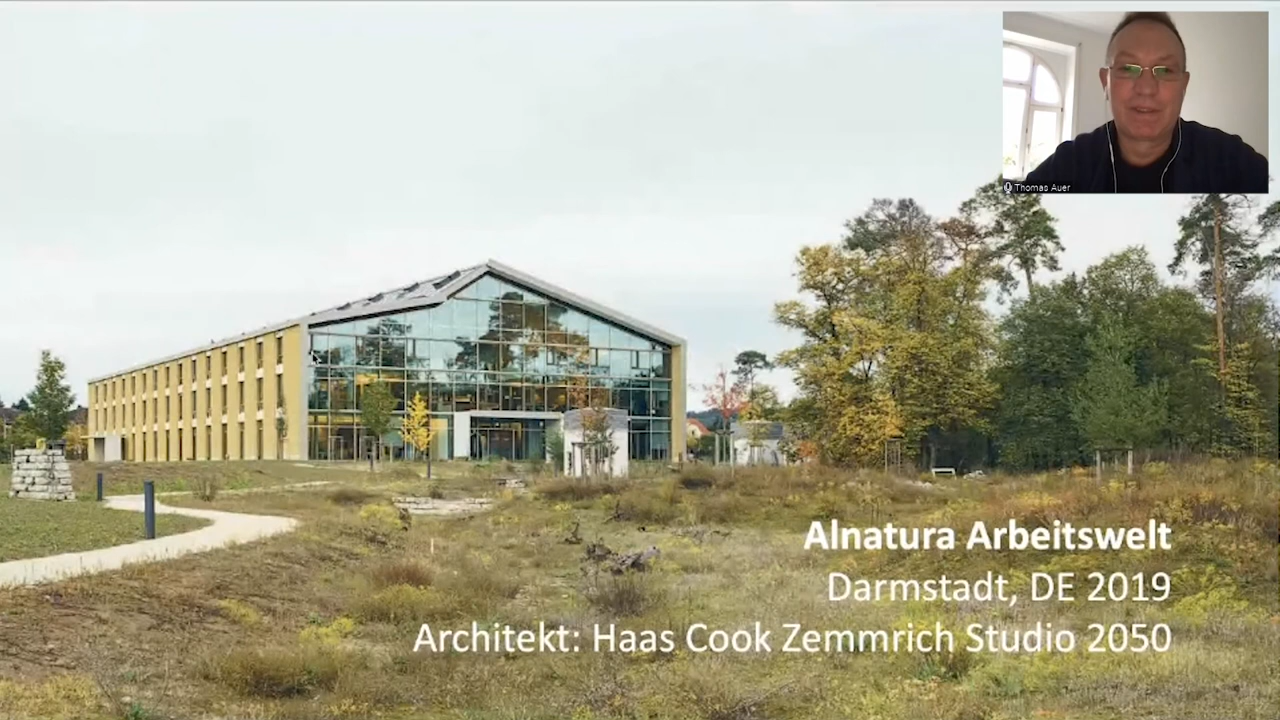 Thomas Auer
Alnatura Arbeitswelt
Darmstadt, DE 2019
Architekt: Haas Cook Zemmrich Studio 2050